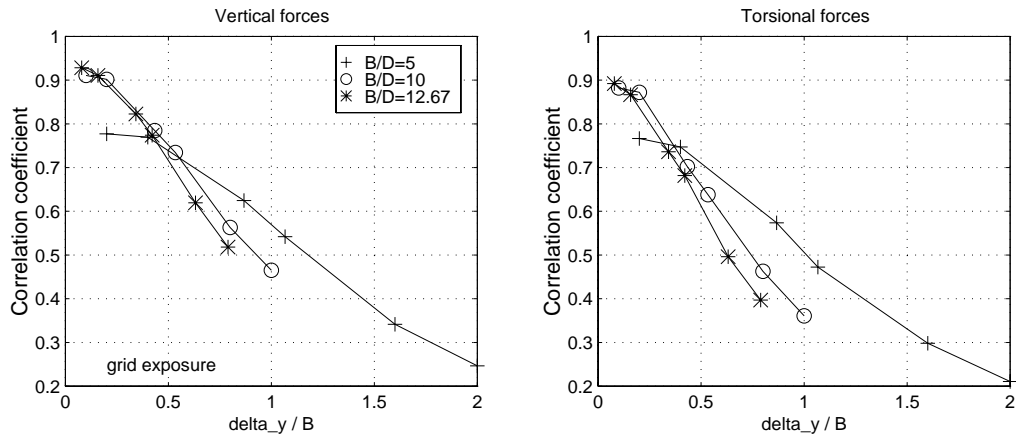 Vertical forces
1
0.9
0.8
0.7
0.6
0.5
0.4
0.3
0.2
Correlation coefficient
B/D=5
B/D=10
B/D=12.67
grid exposure
0 0.5 1 1.5 2
delta_y / B
Torsional forces
1
0.9
0.8
0.7
0.6
0.5
0.4
0.3
0.2
Correlation coefficient
0 0.5 1 1.5 2
delta_y / B